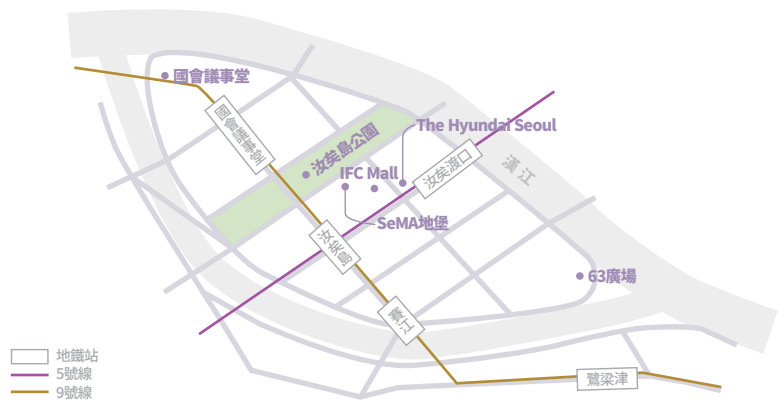 國會議事堂
國會議事堂
汝矣島公園
The Hyundai Seoul
IFC Mall
汝矣渡口
漢江
SeMA地堡
汝矣島
63廣場
賽江
鷺梁津
地鐵站
5號線
9號線